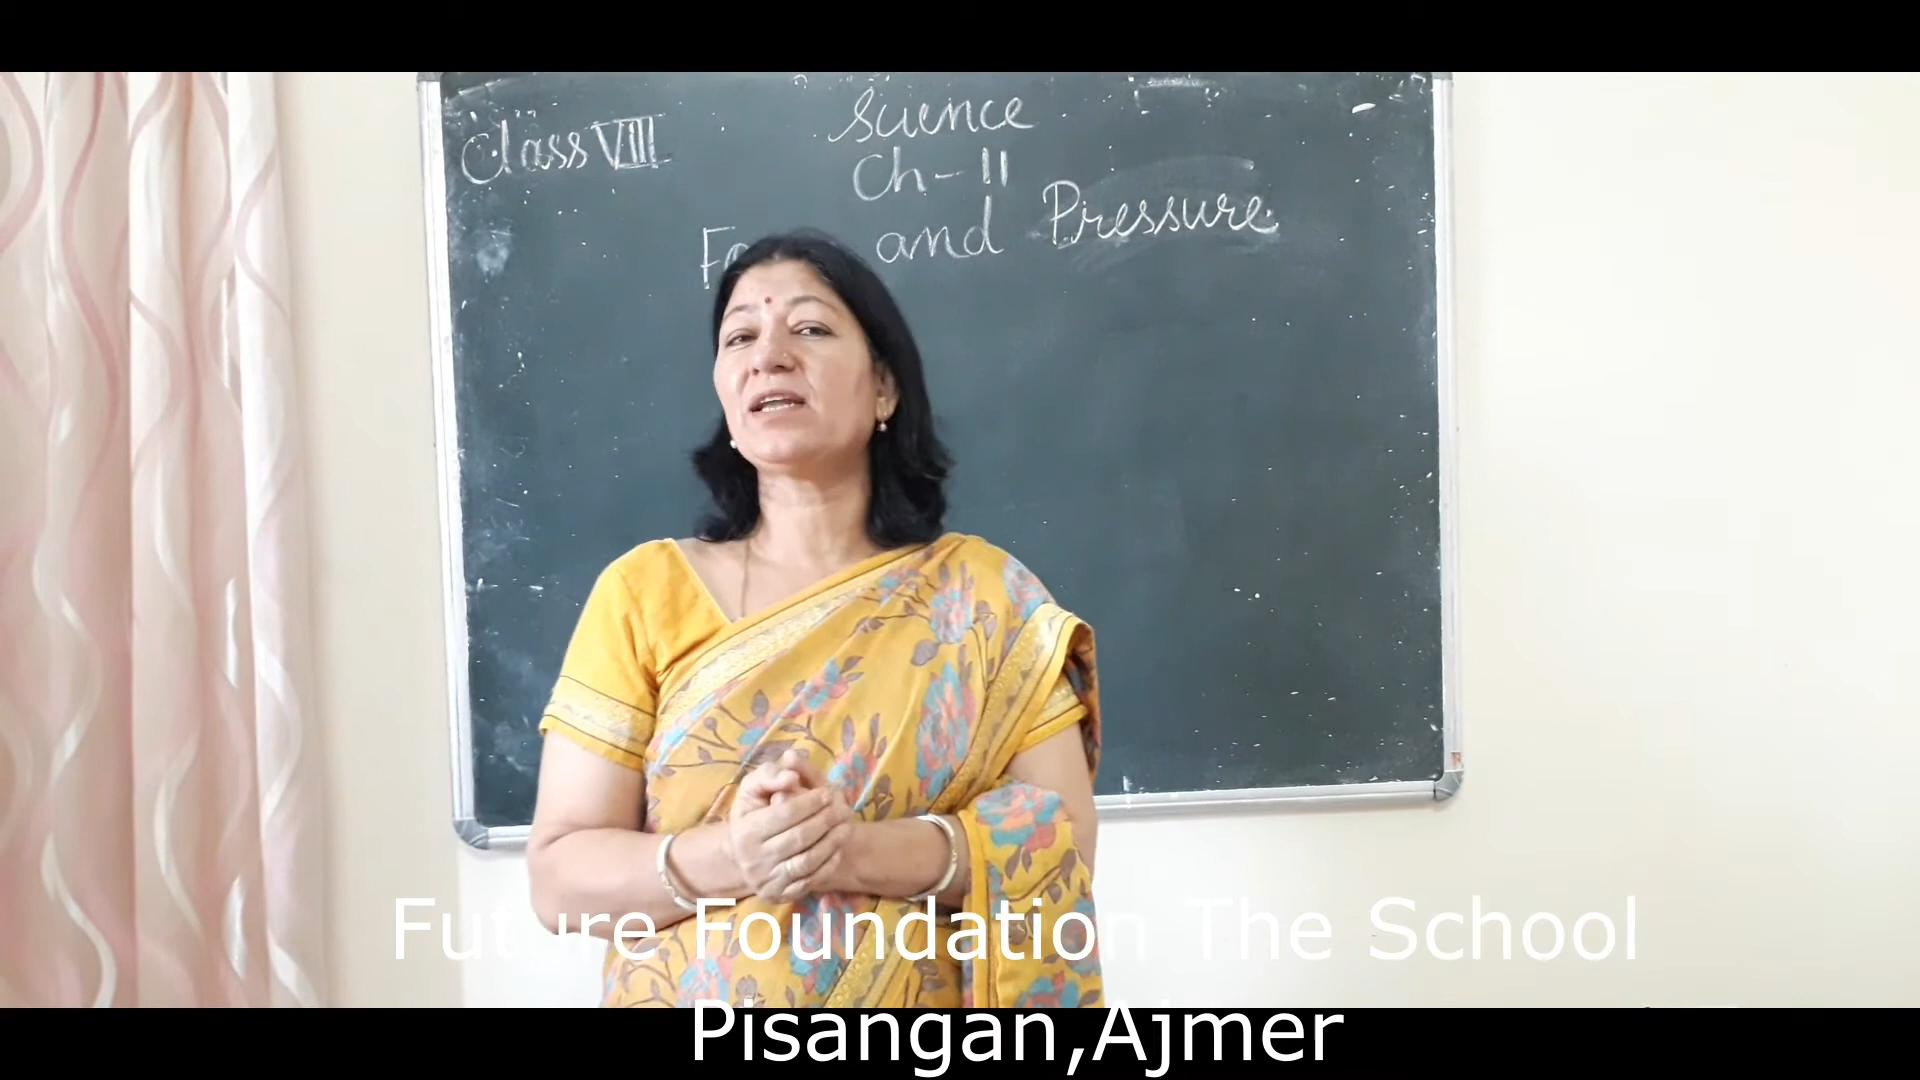 Science
Class VIII
Ch-11
and Pressure
Future Foundation The School
Pisangan,Ajmer